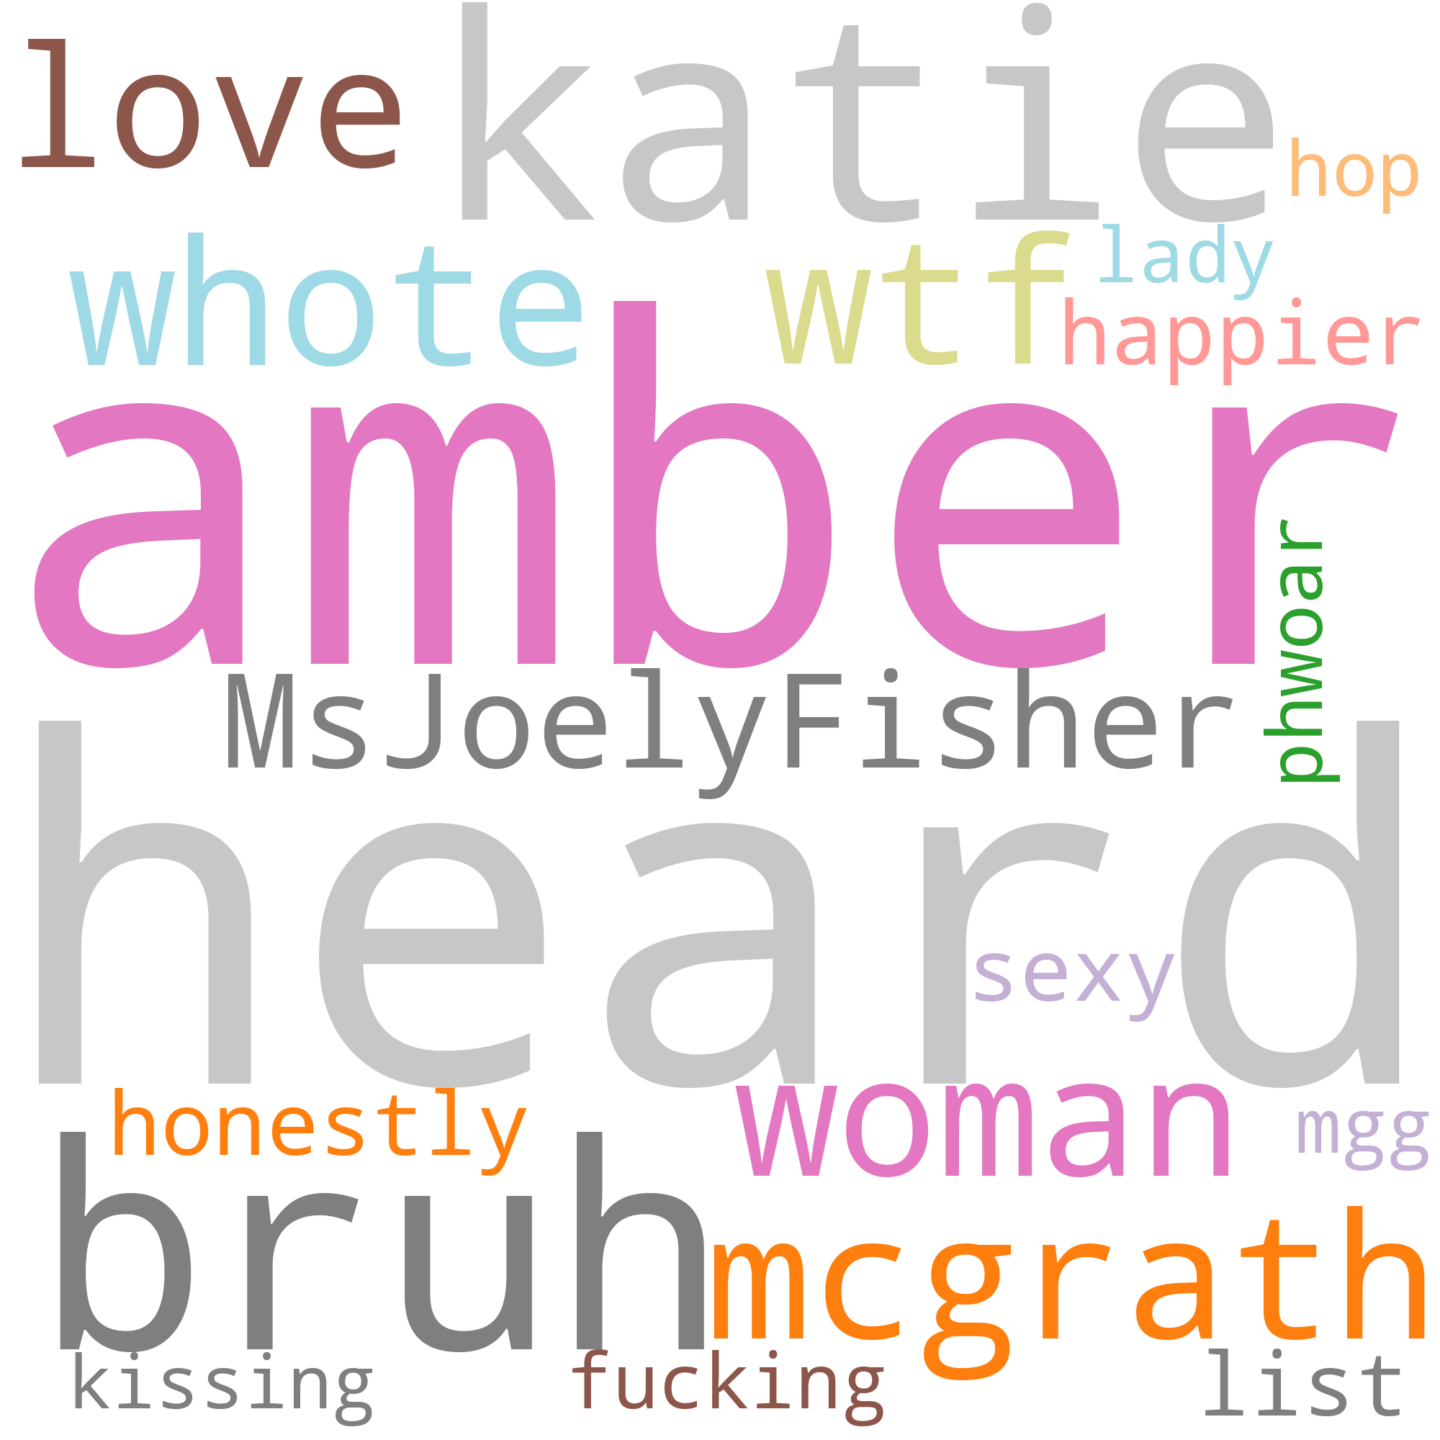 love katie
hop
whote wtf lady
happier
amber
phwoar
MsJoelyFisher
heard
sexy
honestly woman mgg
bruh mcgrath
kissing fucking list